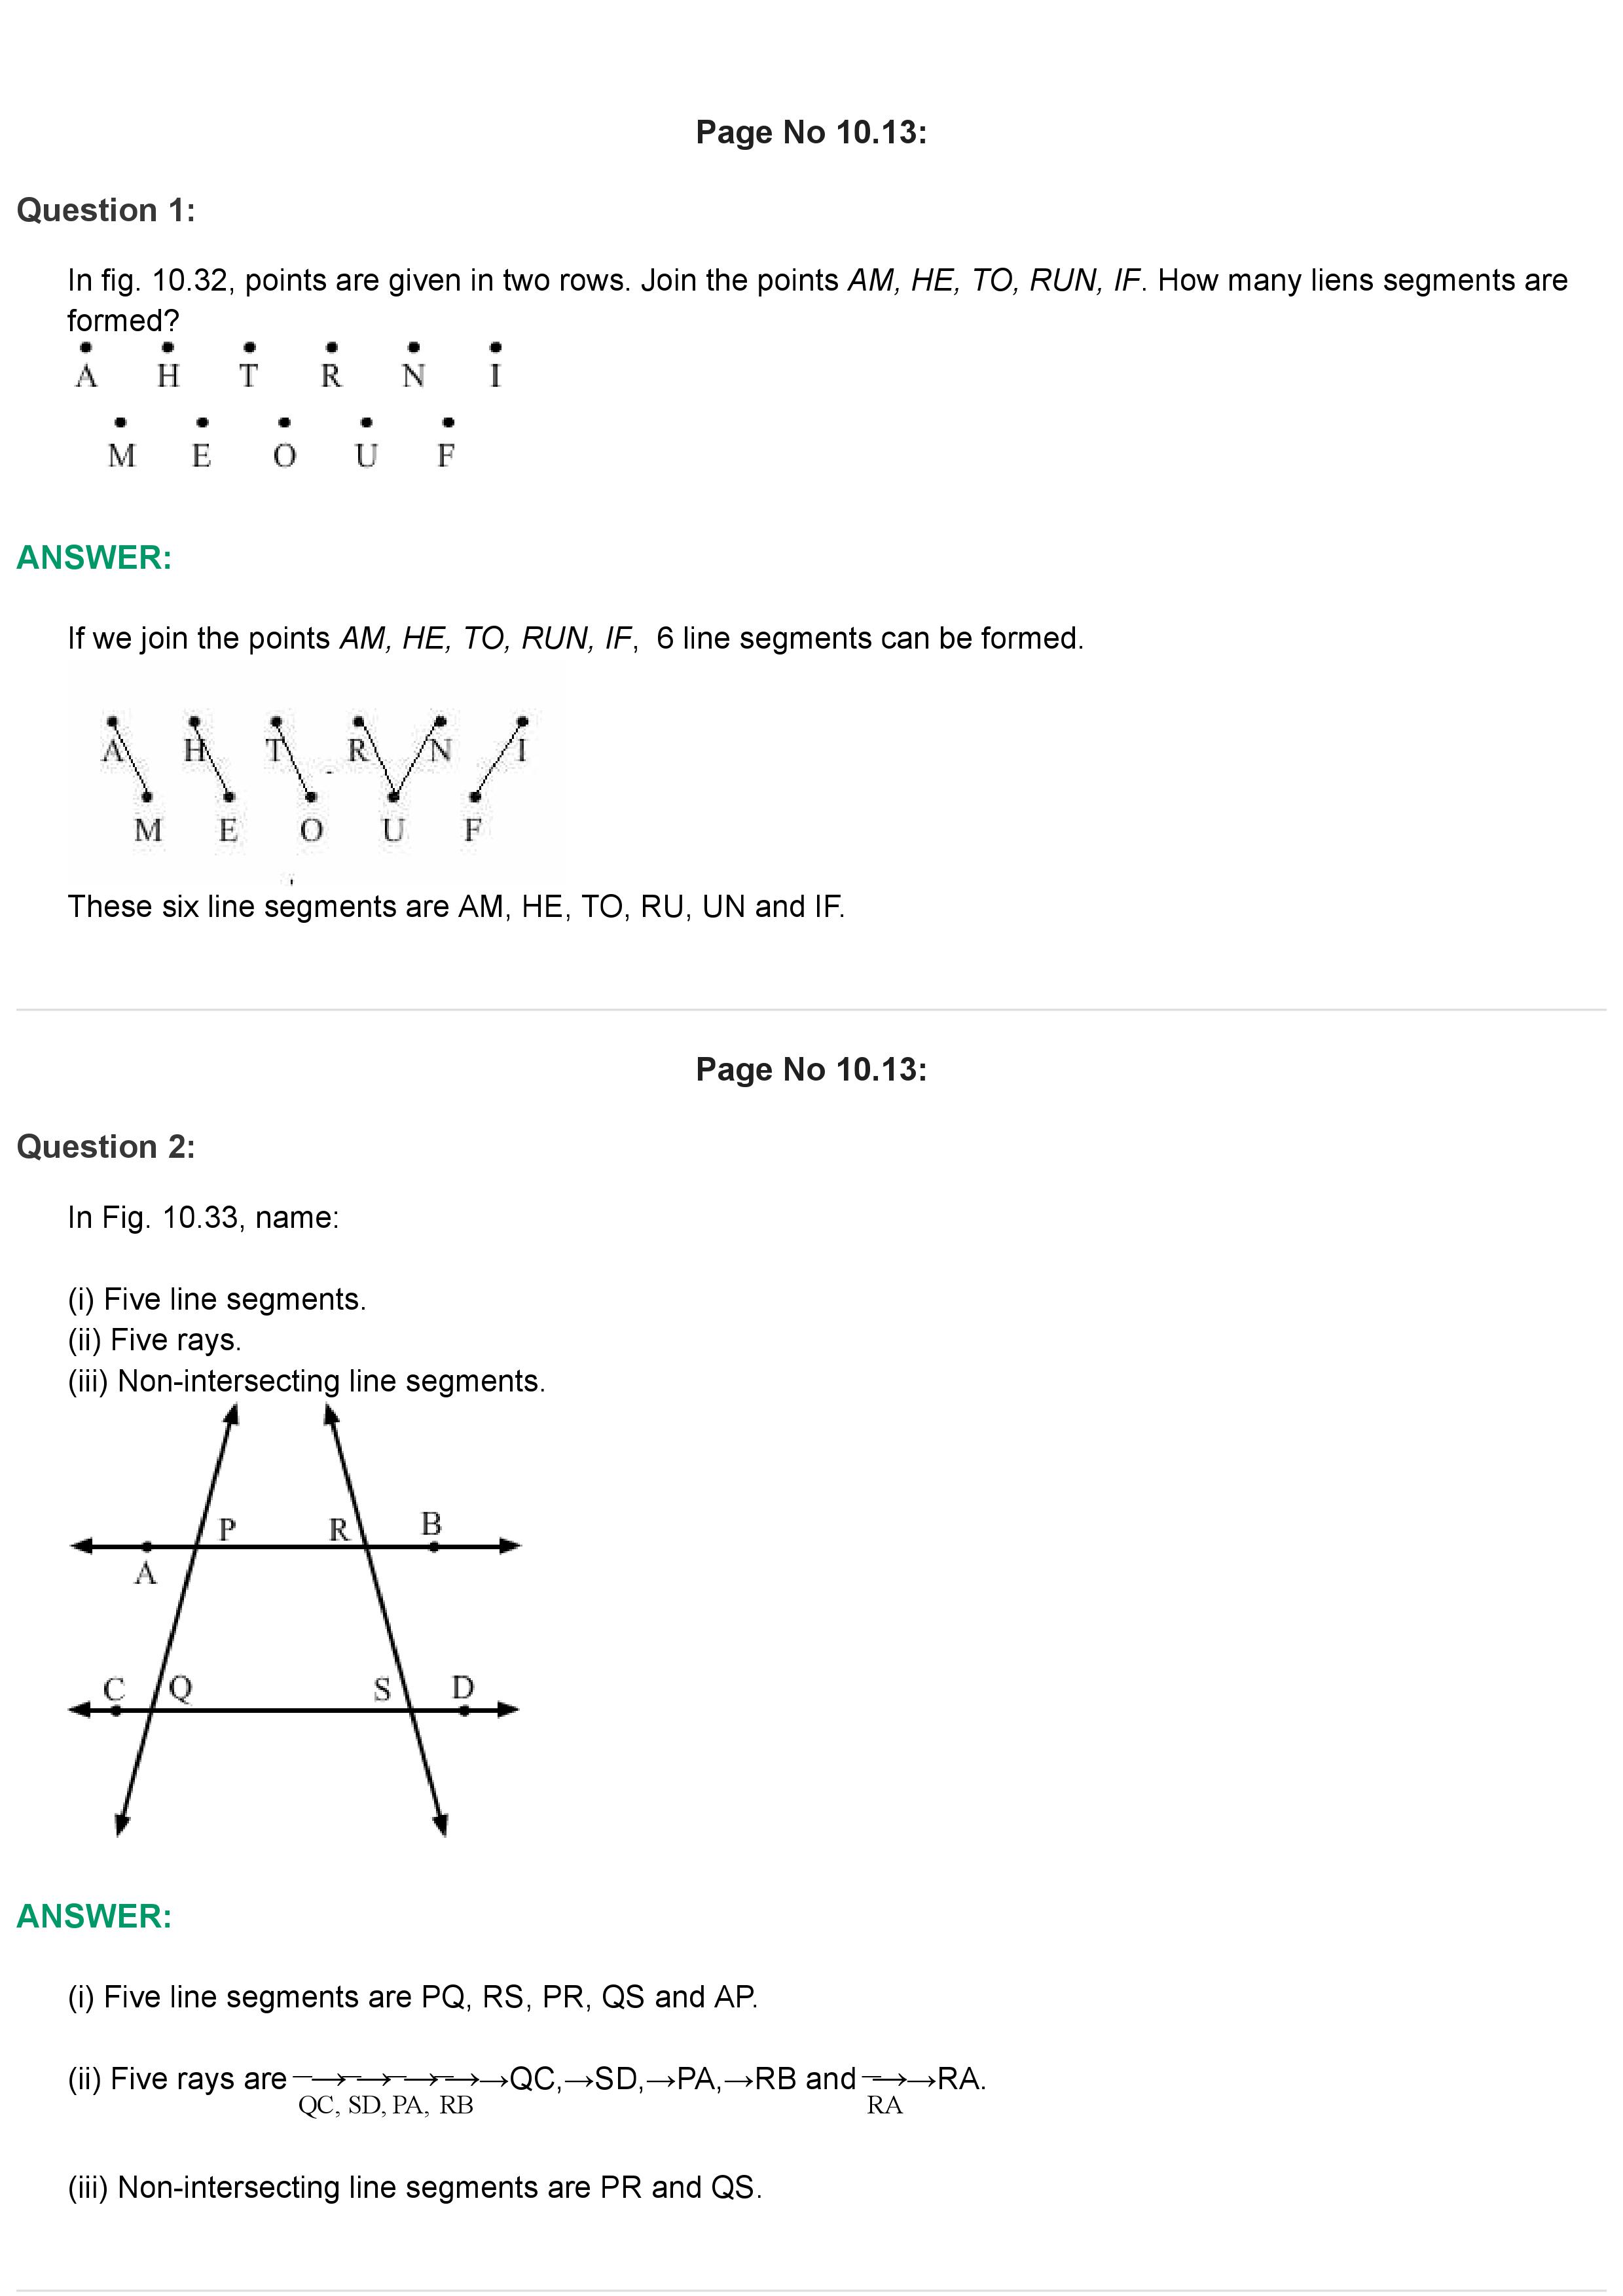 Page No 10.13:
Question 1:
In fig. 10.32, points are given in two rows. Join the points AM, HE, TO, RUN, IF. How many liens segments are
formed?
A H T R N I
M E O U F
ANSWER:
If we join the points AM, HE, TO, RUN, IF, 6 line segments can be formed.
A H T R N I
M E O U F
These six line segments are AM, HE, TO, RU, UN and IF.
Page No 10.13:
Question 2:
In Fig. 10.33, name:
(i) Five line segments.
(ii) Five rays.
(iii) Non-intersecting line segments.
P R B
A
C Q S D
ANSWER:
(i) Five line segments are PQ, RS, PR, QS and AP.
(ii) Five rays are →→→→→QC,→SD,→PA,→RB and →→RA.
QC, SD, PA, RB RA
(iii) Non-intersecting line segments are PR and QS.